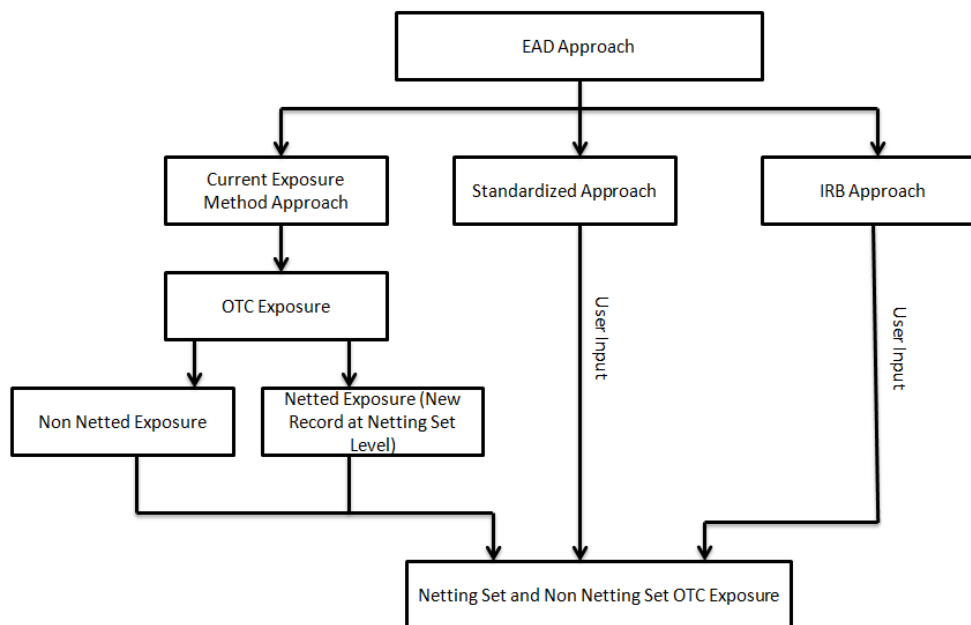 EAD Approach
Current Exposure
Method Approach
Standardized Approach
IRB Approach
OTC Exposure
User Input
User Input
Non Netted Exposure
Netted Exposure (New
Record at Netting Set
Level)
Netting Set and Non Netting Set OTC Exposure